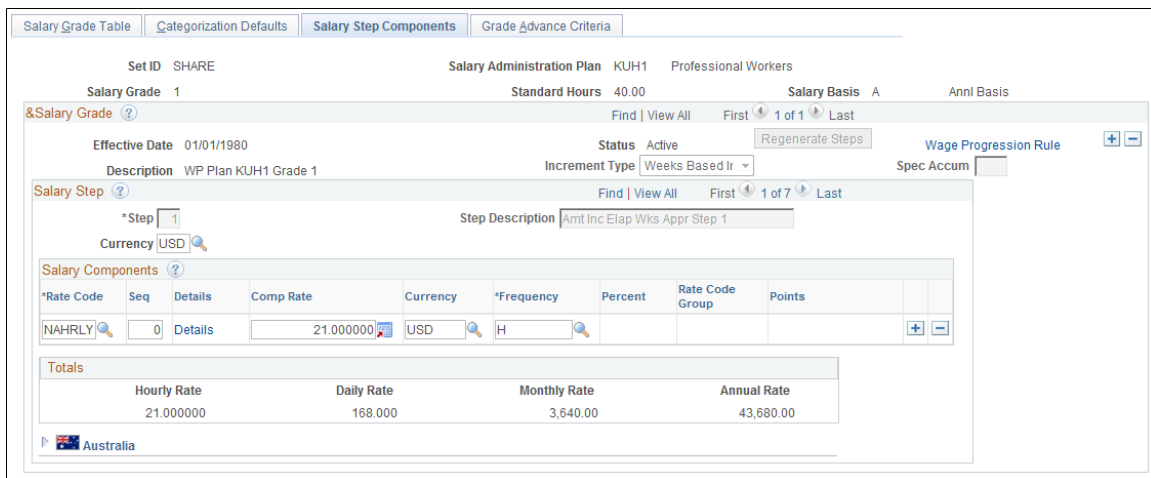 Salary Grade Table Categorization Defaults Salary Step Components Grade Advance Criteria
Set ID SHARE Salary Administration Plan KUH1 Professional Workers
Salary Grade 1 Standard Hours 40.00 Salary Basis A Annl Basis
&Salary Grade ? Find | View All First 1 of 1 Last
Effective Date 01/01/1980 Status Active Regenerate Steps Wage Progression Rule + −
Description WP Plan KUH1 Grade 1 Increment Type Weeks Based Ir Spec Accum
Salary Step ? Find | View All First 1 of 7 Last
*Step 1 Step Description Amt Inc Elap Wks Appr Step 1
Currency USD
Salary Components ?
*Rate Code Seq Details Comp Rate Currency *Frequency Percent Rate Code Group Points
NAHRLY 0 Details 21.000000 USD H + −
Totals
Hourly Rate Daily Rate Monthly Rate Annual Rate
21.000000 168.000 3,640.00 43,680.00
Australia